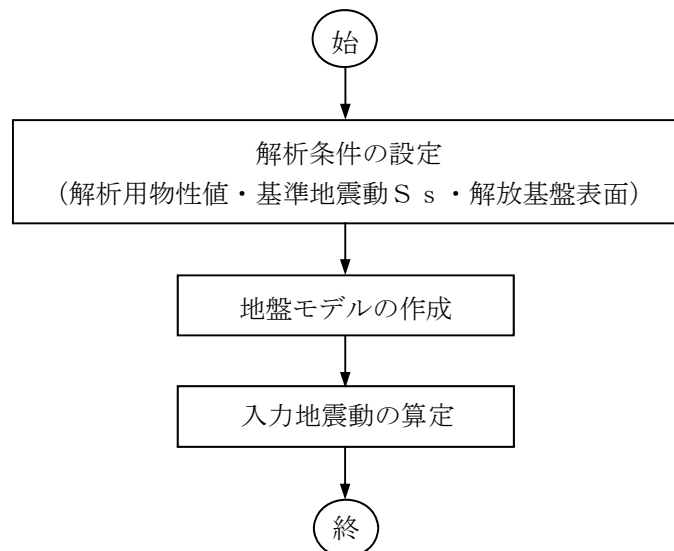 始
解析条件の設定
（解析用物性値・基準地震動Ｓｓ・解放基盤表面）
地盤モデルの作成
入力地震動の算定
終